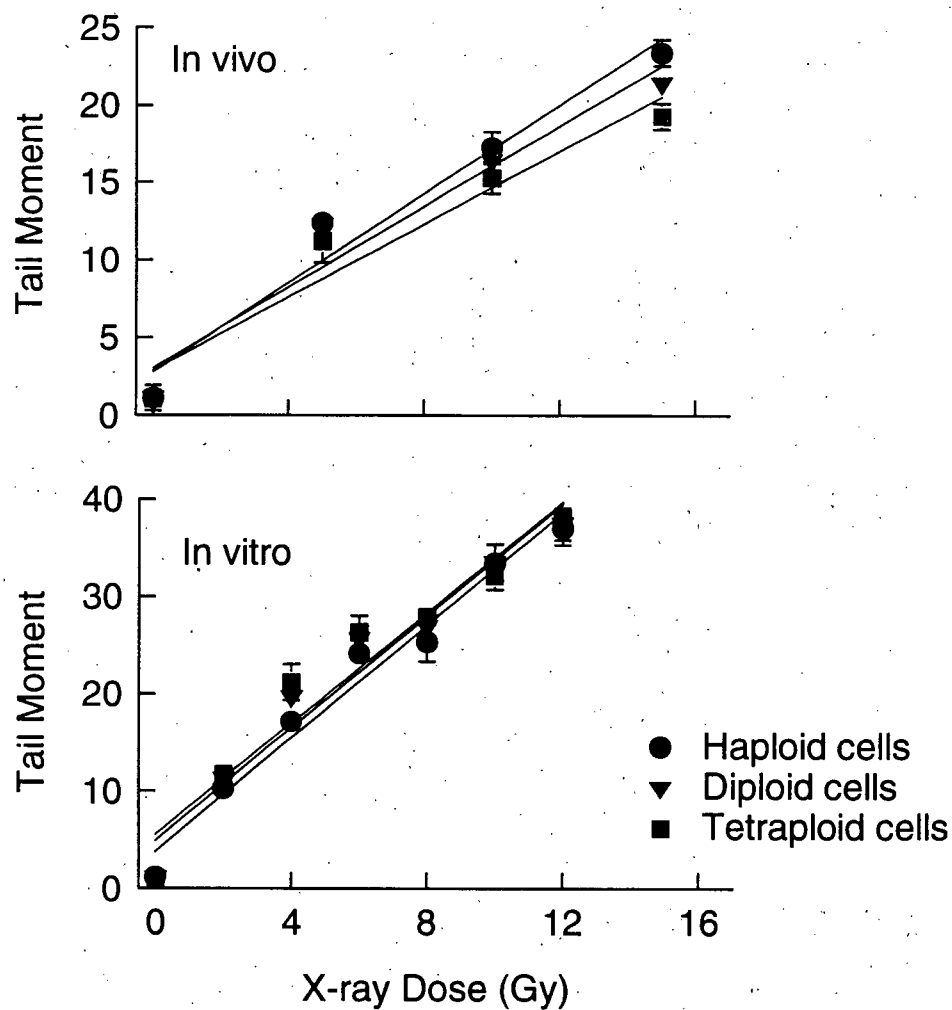 25
In vivo
20
15
10
5
0
Tail Moment
40
In vitro
30
20
10
0
Tail Moment
Haploid cells
Diploid cells
Tetraploid cells
0 4 8 12 16
X-ray Dose (Gy)